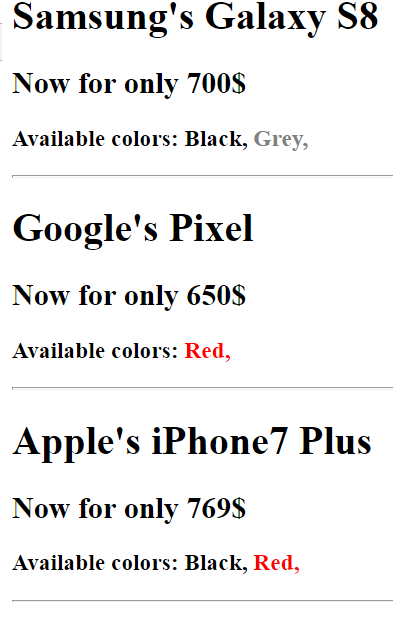 Samsung's Galaxy S8
Now for only 700$
Available colors: Black, Grey,
Google's Pixel
Now for only 650$
Available colors: Red,
Apple's iPhone7 Plus
Now for only 769$
Available colors: Black, Red,